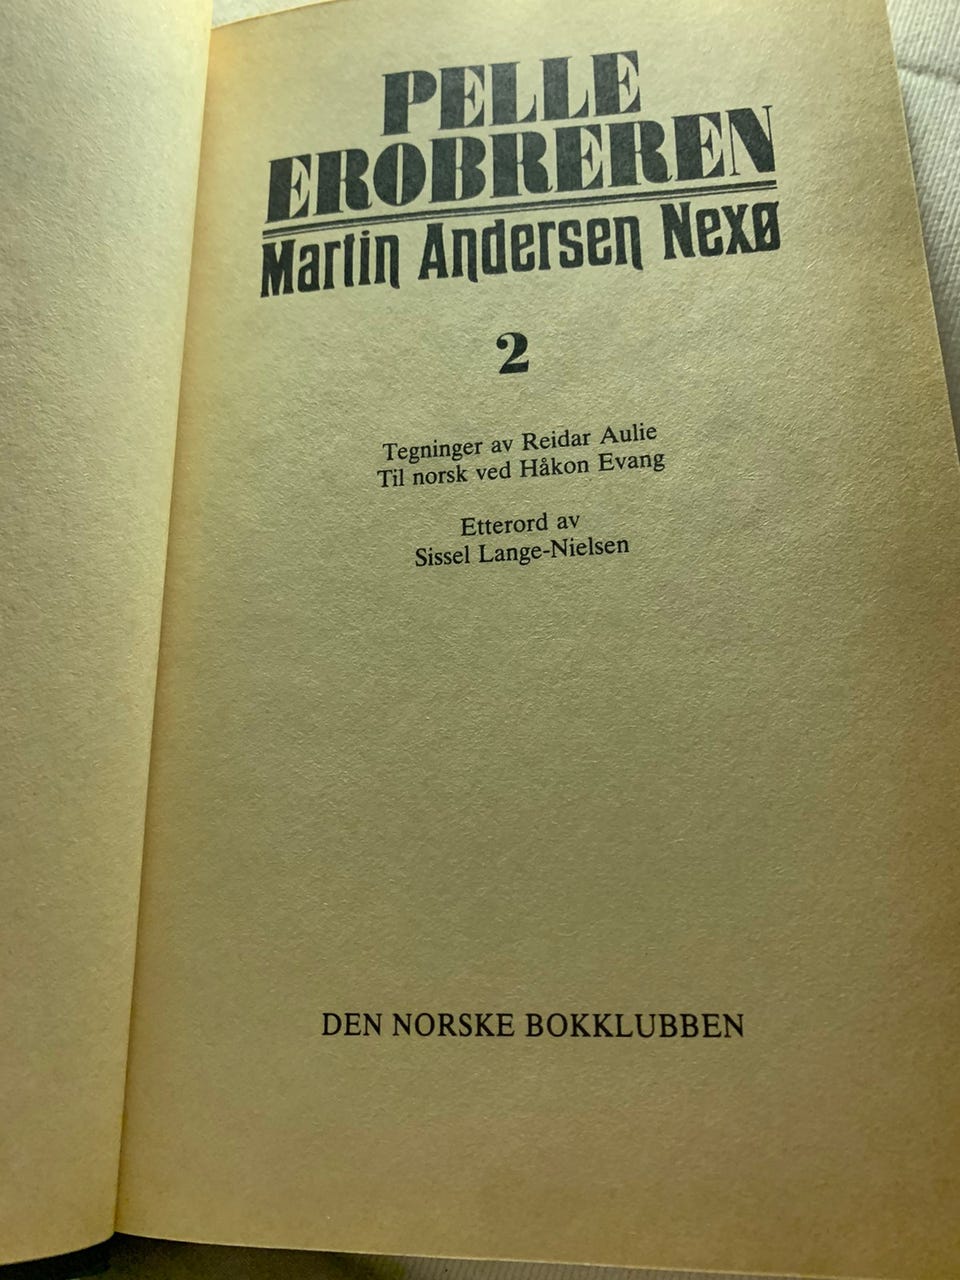 PELLE
EROBREREN
Martin Andersen Nexø
2
Tegninger av Reidar Aulie
Til norsk ved Håkon Evang
Etterord av
Sissel Lange-Nielsen
DEN NORSKE BOKKLUBBEN